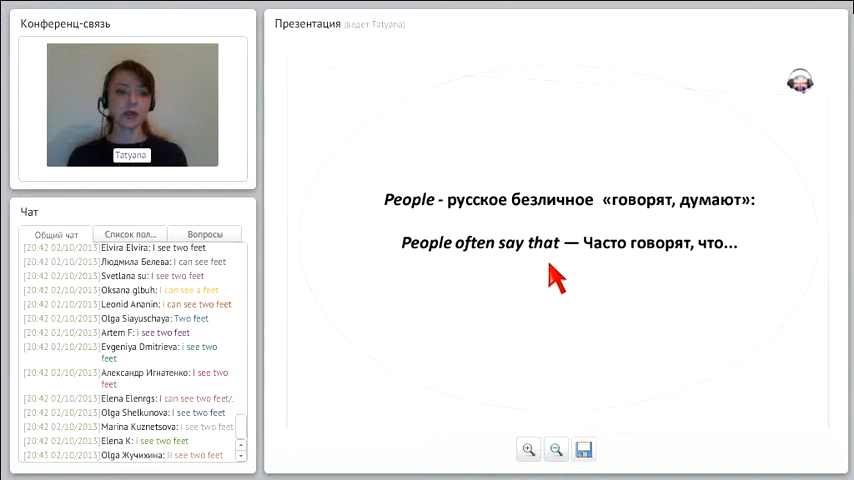 Конференц-связь
Tatyana
Чат
Общий чат
Список пол...
Вопросы
[20:42 02/10/2013]Elvira Elvira: I see two feet
[20:42 02/10/2013]Людмила Белева: I can see feet
[20:42 02/10/2013]Svetlana su: I see two feet
[20:42 02/10/2013]Oksana glbuh: I can see a feet
[20:42 02/10/2013]Leonid Ananin: i can see two feet
[20:42 02/10/2013]Olga Siayuschaya: Two feet
[20:42 02/10/2013]Artem F: i see two feet
[20:42 02/10/2013]Evgeniya Dmitrieva: i see two
feet
[20:42 02/10/2013]Александр Игнатенко: I see two
feet
[20:42 02/10/2013]Elena Elenrgs: I can see two feet/.
[20:42 02/10/2013]Olga Shelkunova: I see two feet
[20:42 02/10/2013]Marina Kuznetsova: I see two feet
[20:42 02/10/2013]Elena K: i see two feet
[20:43 02/10/2013]Olga Жучихина: II see two feet
Презентация (ведет Tatyana)
People - русское безличное «говорят, думают»:
People often say that — Часто говорят, что...